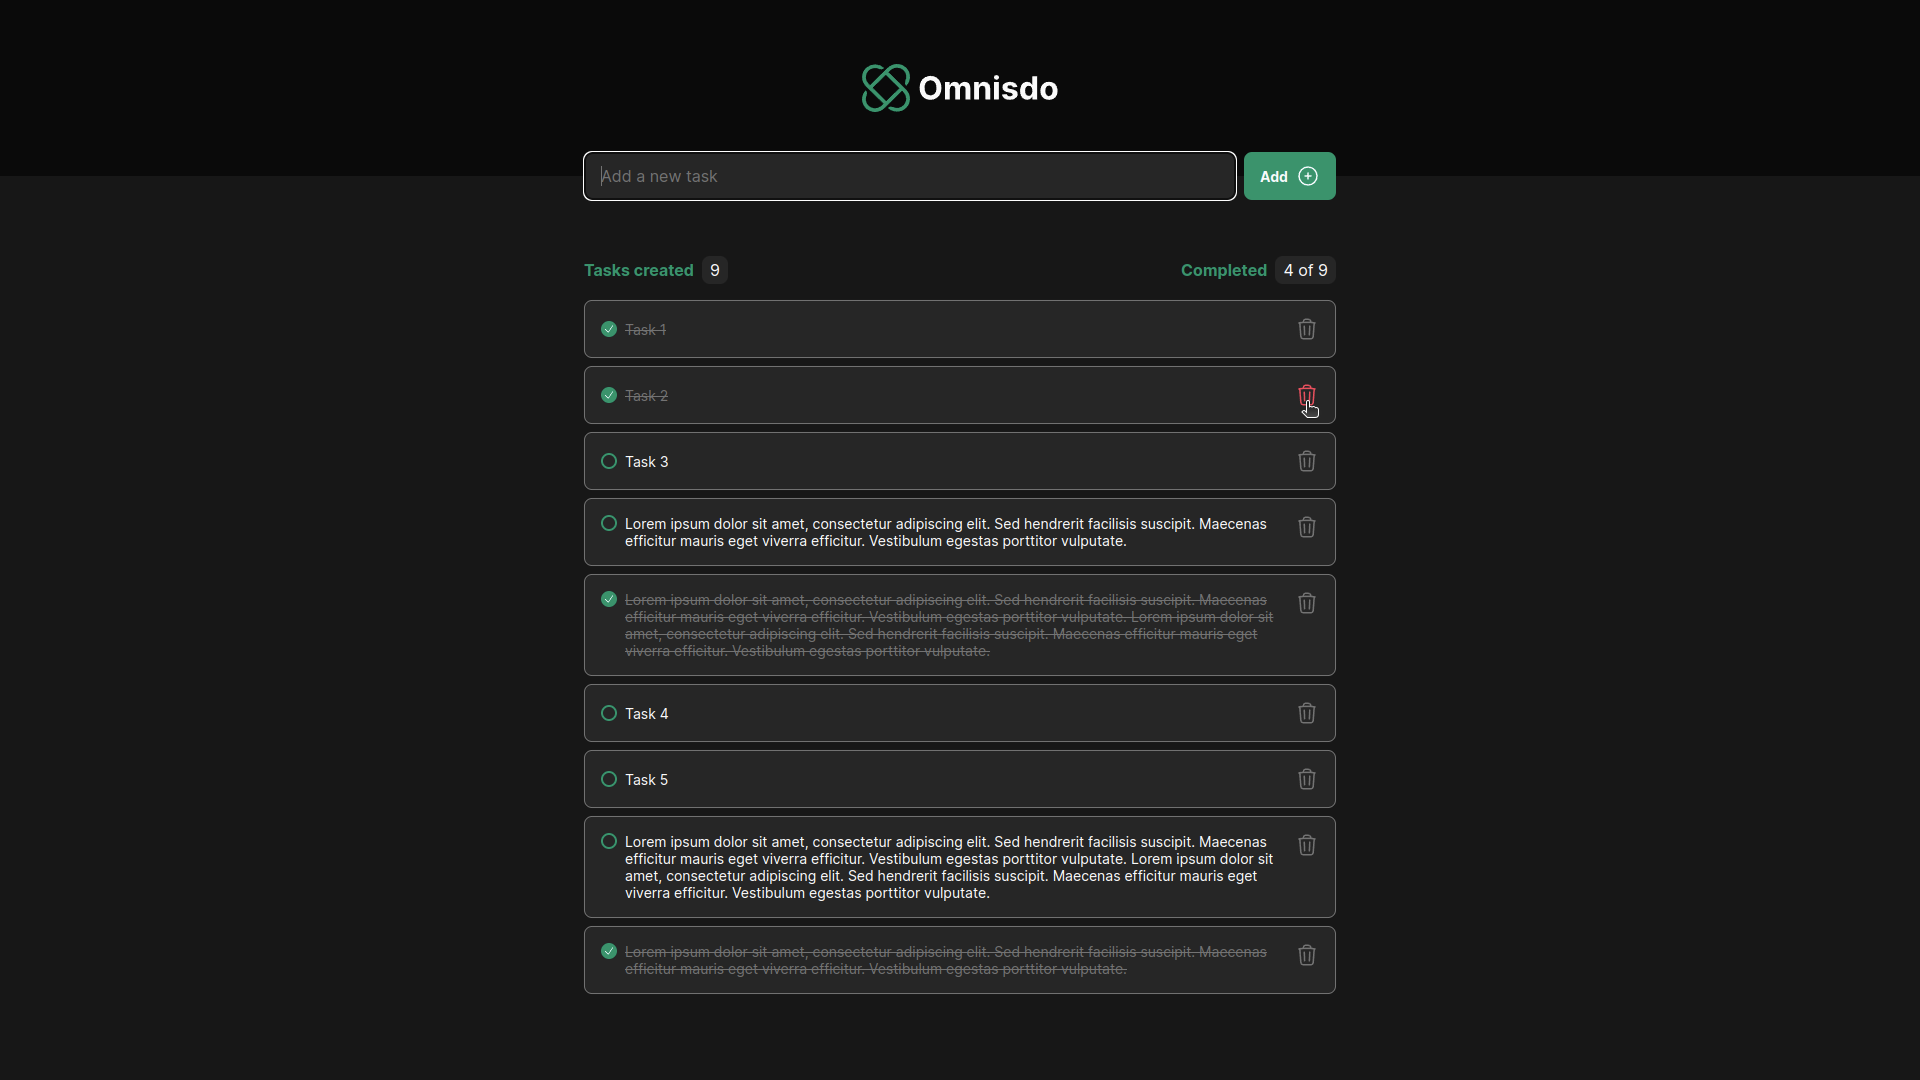 Omnisdo
Add a new task
Add
Tasks created 9
Completed 4 of 9
Task 1
Task 2
Task 3
Lorem ipsum dolor sit amet, consectetur adipiscing elit. Sed hendrerit facilisis suscipit. Maecenas
efficitur mauris eget viverra efficitur. Vestibulum egestas porttitor vulputate.
Lorem ipsum dolor sit amet, consectetur adipiscing elit. Sed hendrerit facilisis suscipit. Maecenas
efficitur mauris eget viverra efficitur. Vestibulum egestas porttitor vulputate. Lorem ipsum dolor sit
amet, consectetur adipiscing elit. Sed hendrerit facilisis suscipit. Maecenas efficitur mauris eget
viverra efficitur. Vestibulum egestas porttitor vulputate.
Task 4
Task 5
Lorem ipsum dolor sit amet, consectetur adipiscing elit. Sed hendrerit facilisis suscipit. Maecenas
efficitur mauris eget viverra efficitur. Vestibulum egestas porttitor vulputate. Lorem ipsum dolor sit
amet, consectetur adipiscing elit. Sed hendrerit facilisis suscipit. Maecenas efficitur mauris eget
viverra efficitur. Vestibulum egestas porttitor vulputate.
Lorem ipsum dolor sit amet, consectetur adipiscing elit. Sed hendrerit facilisis suscipit. Maecenas
efficitur mauris eget viverra efficitur. Vestibulum egestas porttitor vulputate.